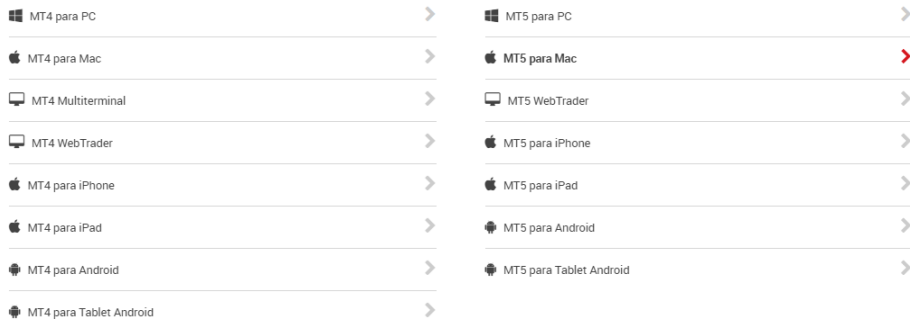 MT4 para PC
MT4 para Mac
MT4 Multiterminal
MT4 WebTrader
MT4 para iPhone
MT4 para iPad
MT4 para Android
MT4 para Tablet Android
MT5 para PC
MT5 para Mac
MT5 WebTrader
MT5 para iPhone
MT5 para iPad
MT5 para Android
MT5 para Tablet Android